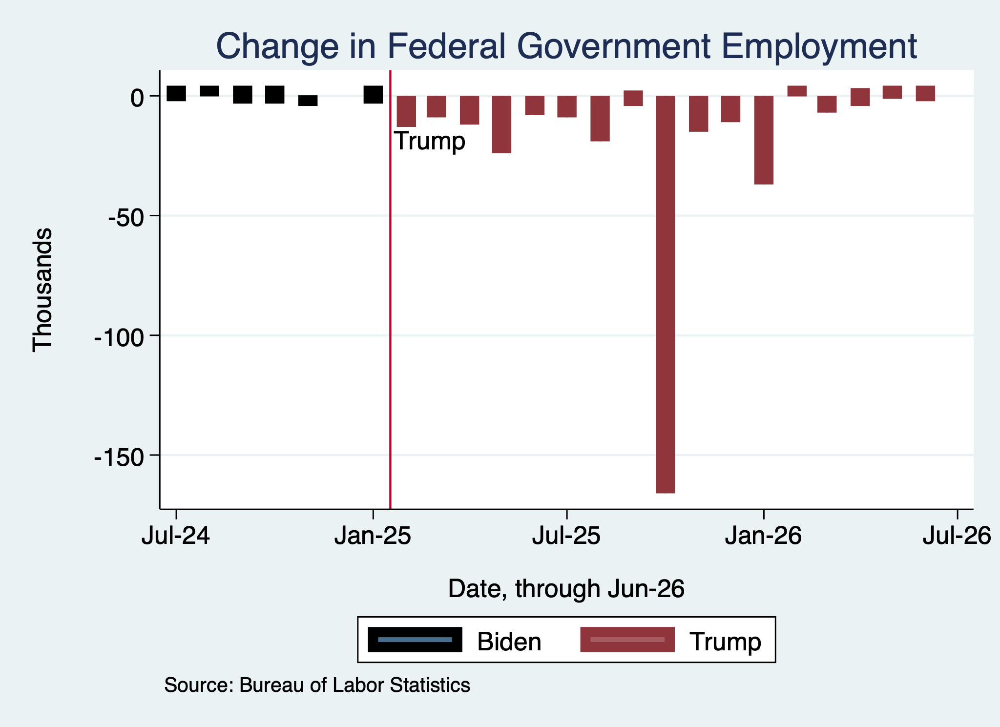 Change in Federal Government Employment
0
-50
-100
-150
Thousands
Trump
Jul-24
Jan-25
Jul-25
Jan-26
Jul-26
Date, through Jun-26
Biden
Trump
Source: Bureau of Labor Statistics